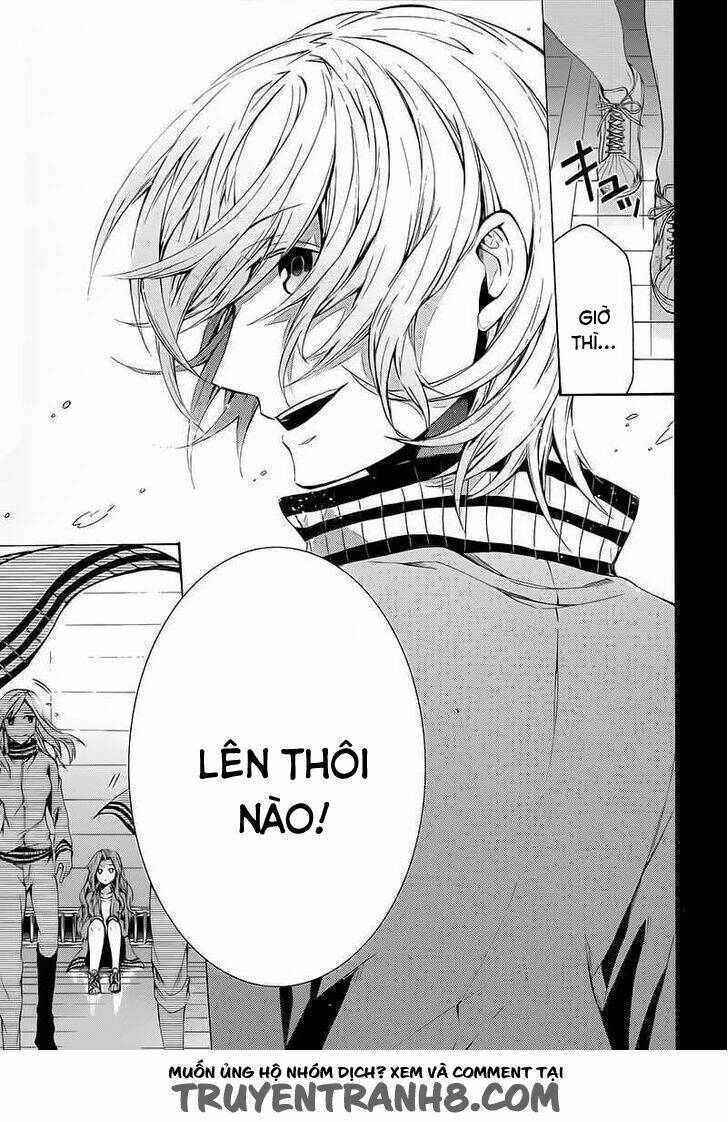 キュッ
GIỜ
THÌ...
LÊN THÔI
NÀO!
MUỐN ỦNG HỘ NHÓM DỊCH? XEM VÀ COMMENT TẠI
TRUYENTRANH8.COM